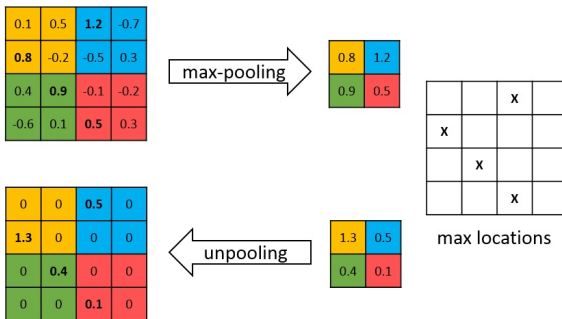 0.1 0.5 1.2 -0.7
0.8 -0.2 -0.5 0.3
0.4 0.9 -0.1 -0.2
-0.6 0.1 0.5 0.3
max-pooling
0.8 1.2
0.9 0.5
X
X
X
X
max locations
0 0 0.5 0
1.3 0 0 0
0 0.4 0 0
0 0 0.1 0
unpooling
1.3 0.5
0.4 0.1